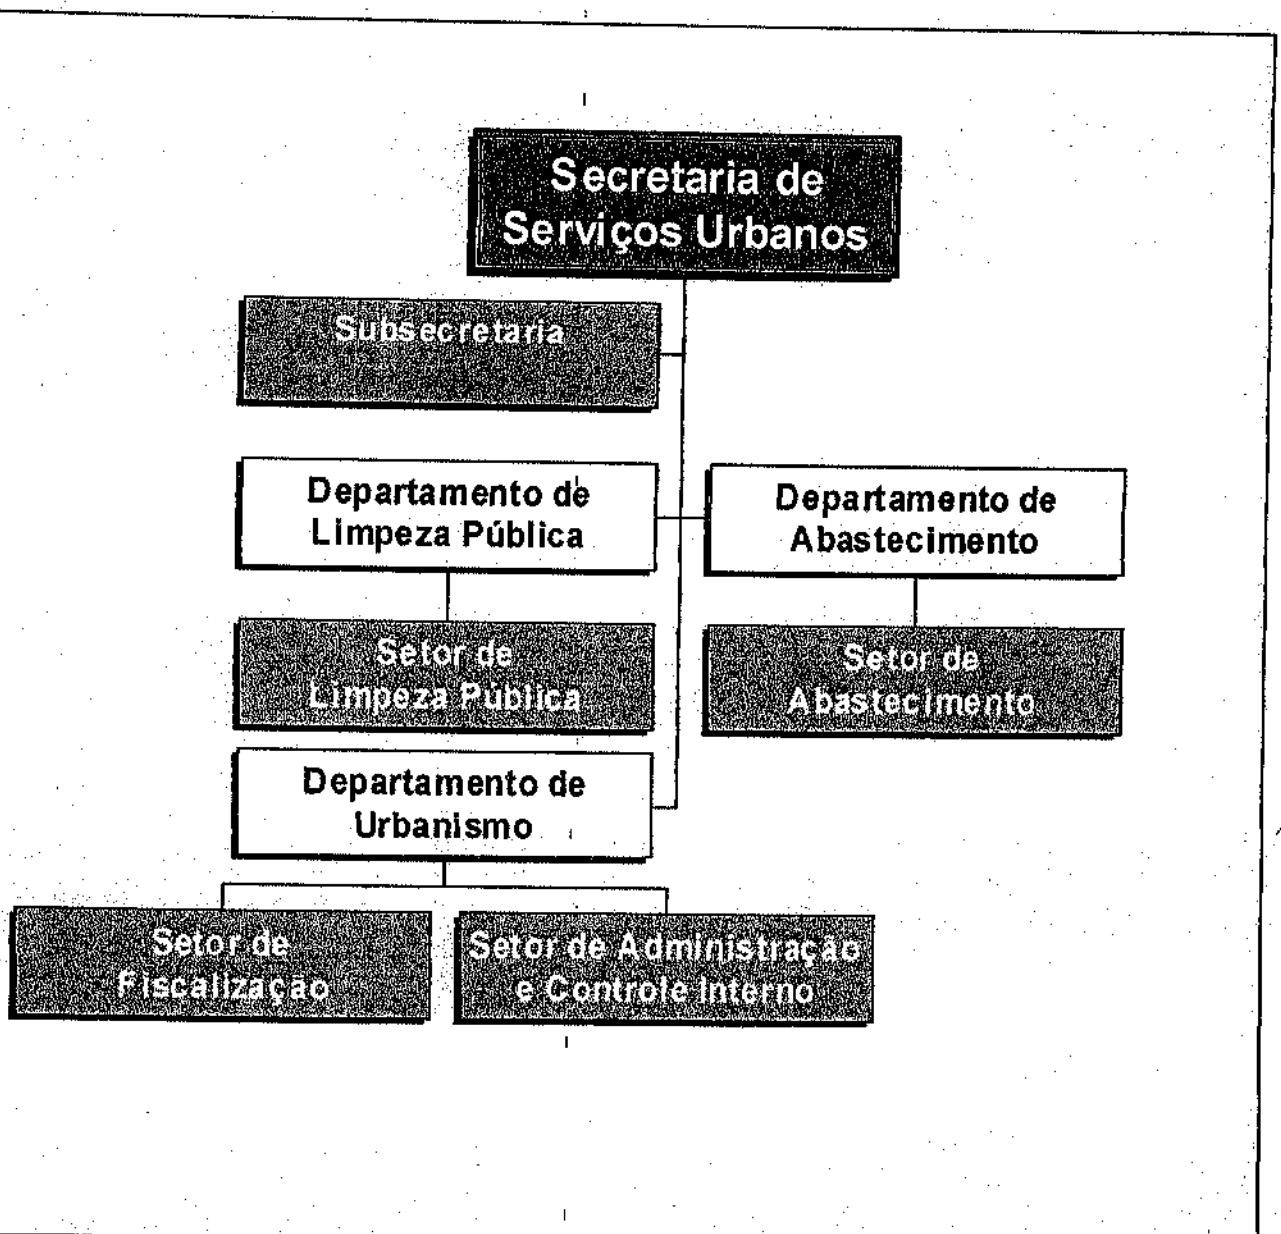 Secretaria de
Serviços Urbanos
Subsecretaria
Departamento de
Limpeza Pública
Departamento de
Abastecimento
Setor de
Limpeza Pública
Setor de
Abastecimento
Departamento de
Urbanismo
Setor de
Fiscalização
Setor de Administração
e Controle Interno